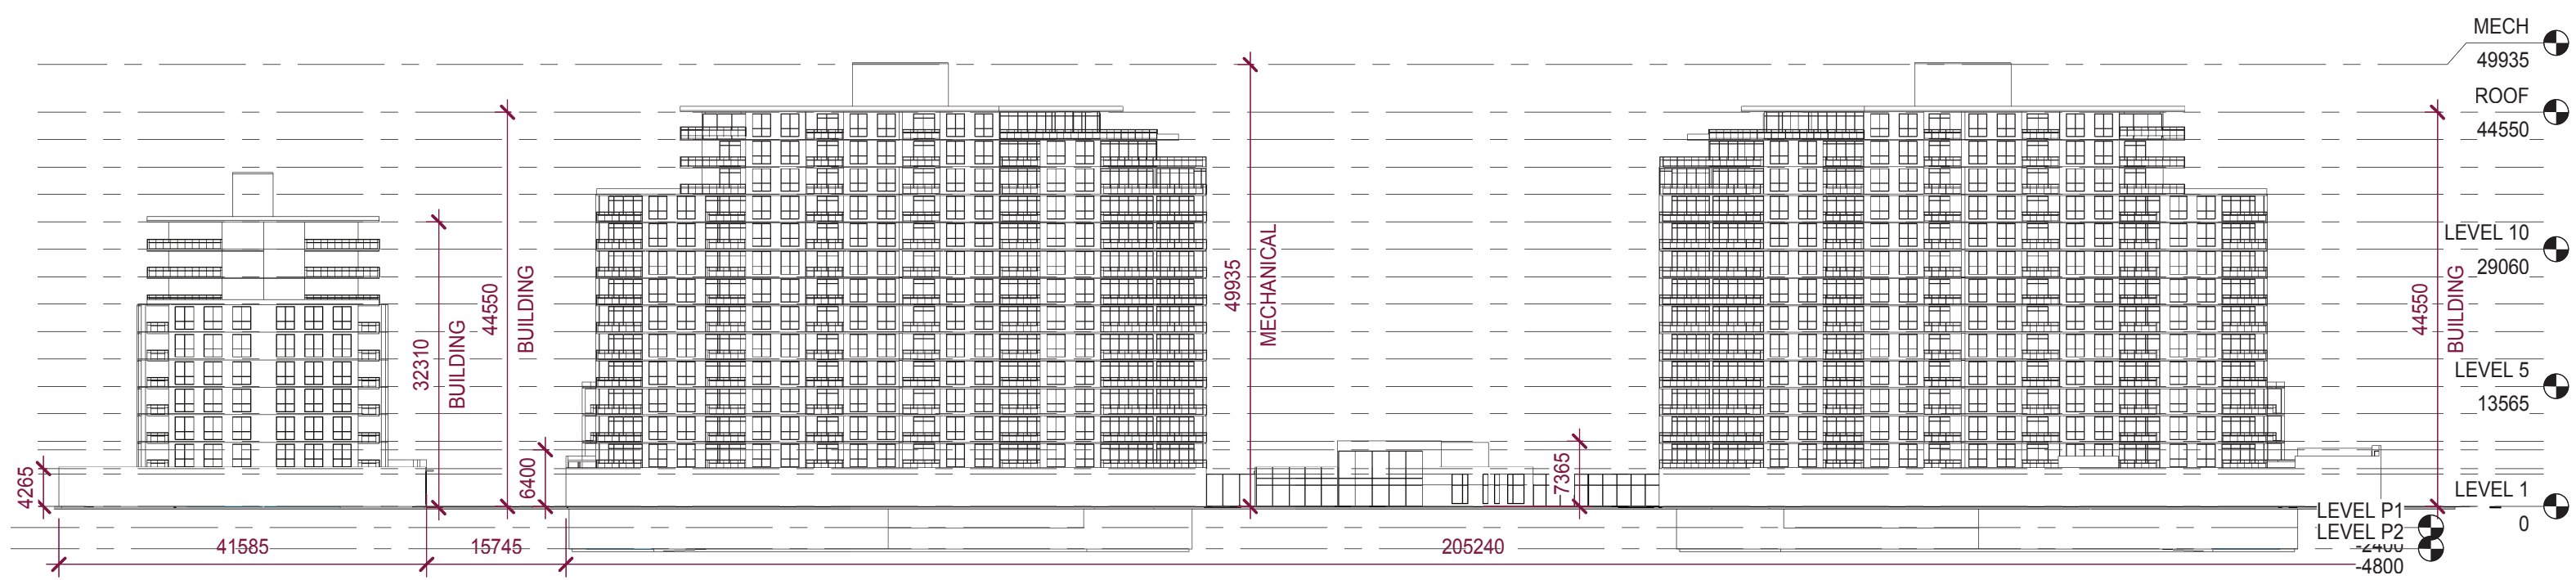 MECH
49935
ROOF
44550
LEVEL 10
29060
LEVEL 5
13565
LEVEL 1
0
LEVEL P1
-2400
LEVEL P2
-4800
4265
32310
BUILDING
44550
BUILDING
6400
49935
MECHANICAL
7365
44550
BUILDING
41585
15745
205240